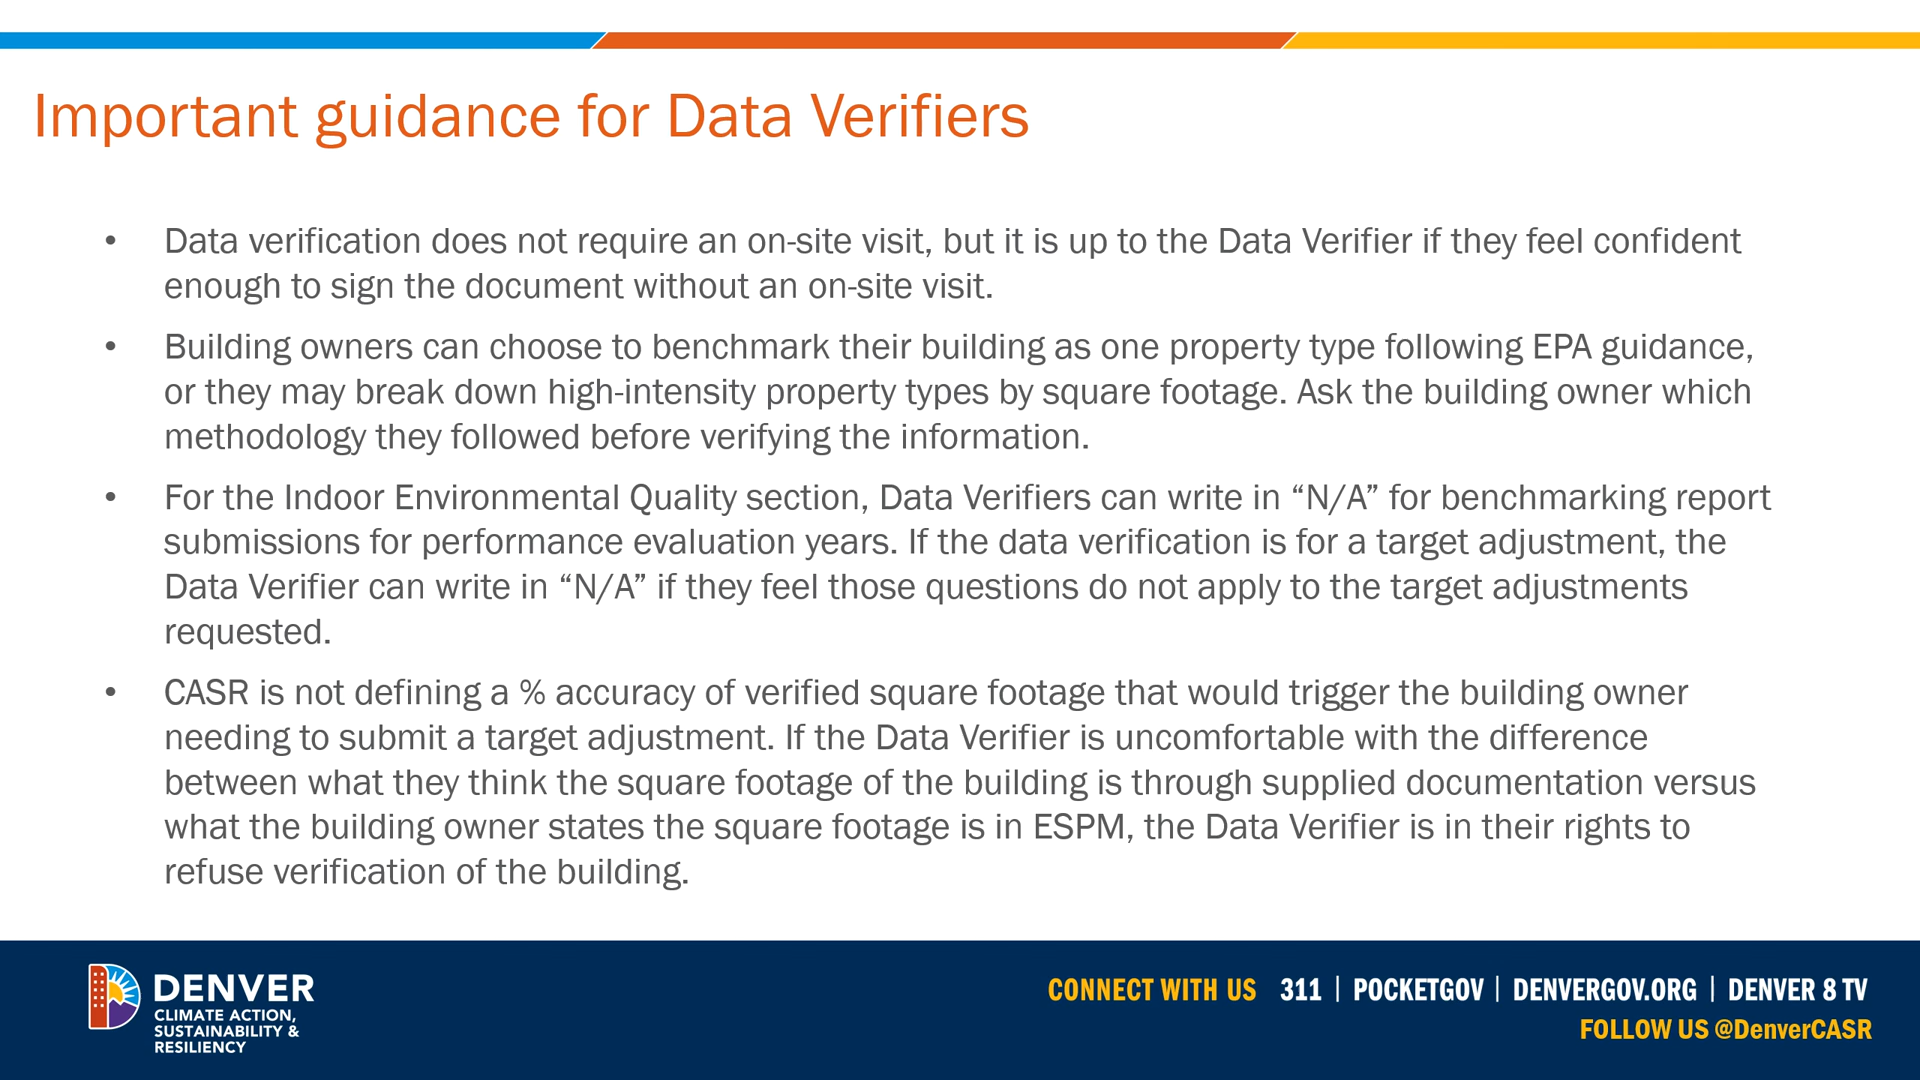 Important guidance for Data Verifiers
• Data verification does not require an on-site visit, but it is up to the Data Verifier if they feel confident
enough to sign the document without an on-site visit.
• Building owners can choose to benchmark their building as one property type following EPA guidance,
or they may break down high-intensity property types by square footage. Ask the building owner which
methodology they followed before verifying the information.
• For the Indoor Environmental Quality section, Data Verifiers can write in “N/A” for benchmarking report
submissions for performance evaluation years. If the data verification is for a target adjustment, the
Data Verifier can write in “N/A” if they feel those questions do not apply to the target adjustments
requested.
• CASR is not defining a % accuracy of verified square footage that would trigger the building owner
needing to submit a target adjustment. If the Data Verifier is uncomfortable with the difference
between what they think the square footage of the building is through supplied documentation versus
what the building owner states the square footage is in ESPM, the Data Verifier is in their rights to
refuse verification of the building.
DENVER
CLIMATE ACTION,
SUSTAINABILITY &
RESILIENCY
CONNECT WITH US 311 | POCKETGOV | DENVERGOV.ORG | DENVER 8 TV
FOLLOW US @DenverCASR